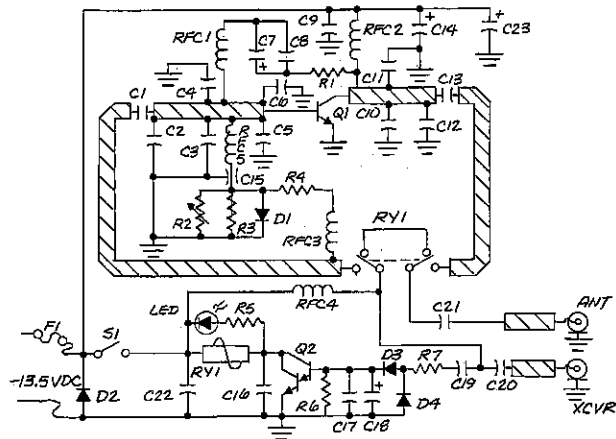 C9
RFC1
C7
C8
RFC2
C14
C23
C4
R1
C11
C13
C1
C6
Q1
C10
C2
C3
C5
C12
C15
R4
R2
R3
D1
RFC3
RY1
RFC4
C21
ANT
LED
R5
F1
S1
Q2
D3
R7
-13.5VDC
RY1
C19
C20
D2
C22
C16
R6
C17
C18
D4
XCVR